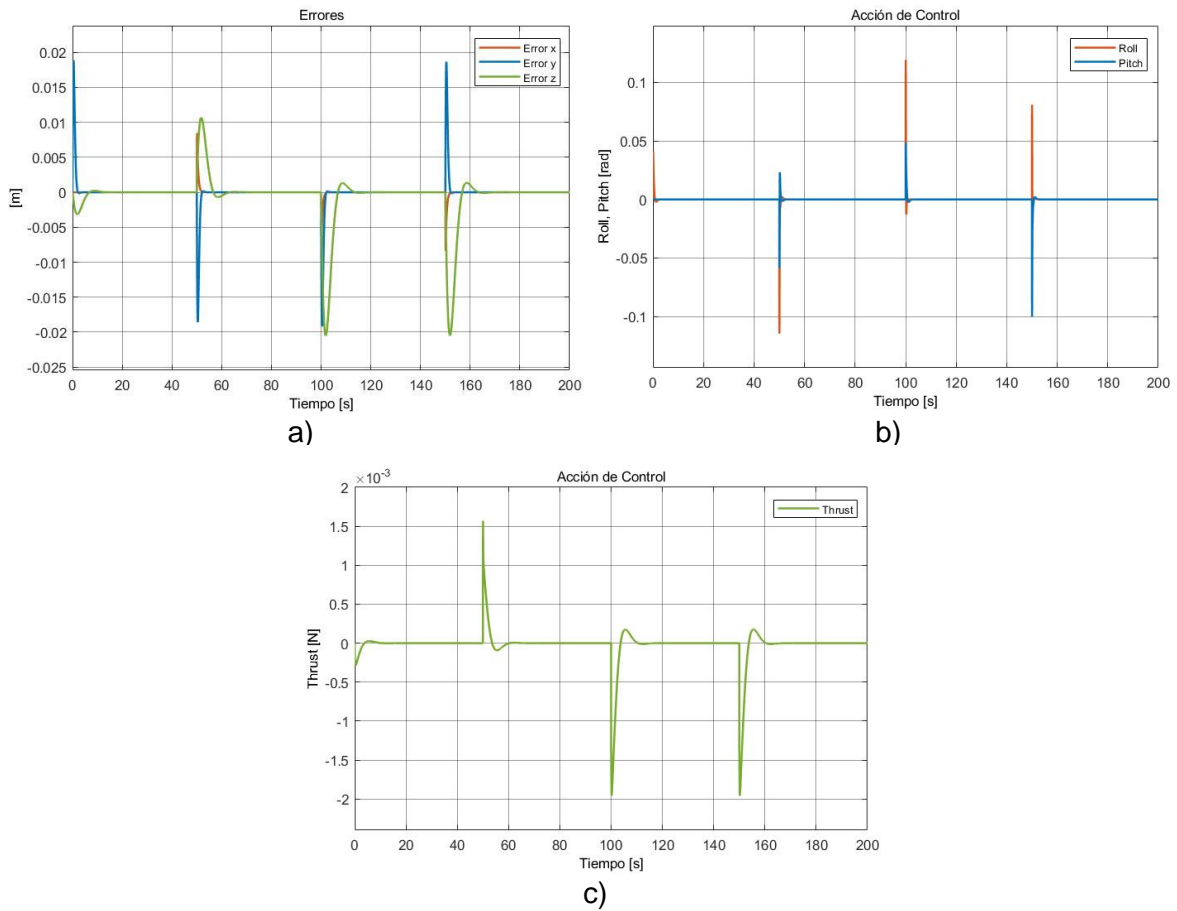 Errores
Error x
Error y
Error z
0.02
0.015
0.01
0.005
0
-0.005
-0.01
-0.015
-0.02
-0.025
[m]
0 20 40 60 80 100 120 140 160 180 200
Tiempo [s]
a)
Acción de Control
Roll
Pitch
0.1
0.05
0
-0.05
-0.1
Roll, Pitch [rad]
0 20 40 60 80 100 120 140 160 180 200
Tiempo [s]
b)
Acción de Control
×10⁻³
Thrust
2
1.5
1
0.5
0
-0.5
-1
-1.5
-2
Thrust [N]
0 20 40 60 80 100 120 140 160 180 200
Tiempo [s]
c)